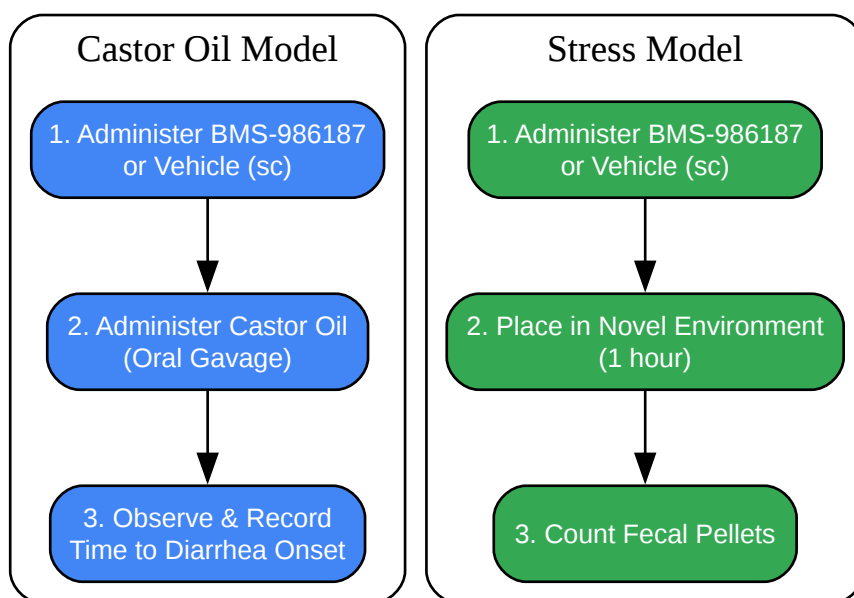 Castor Oil Model
1. Administer BMS-986187
or Vehicle (sc)
2. Administer Castor Oil
(Oral Gavage)
3. Observe & Record
Time to Diarrhea Onset
Stress Model
1. Administer BMS-986187
or Vehicle (sc)
2. Place in Novel Environment
(1 hour)
3. Count Fecal Pellets